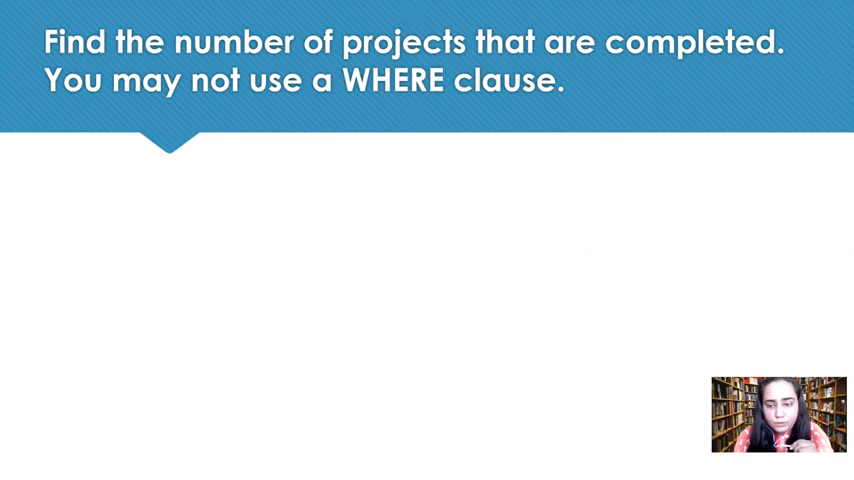 Find the number of projects that are completed.
You may not use a WHERE clause.